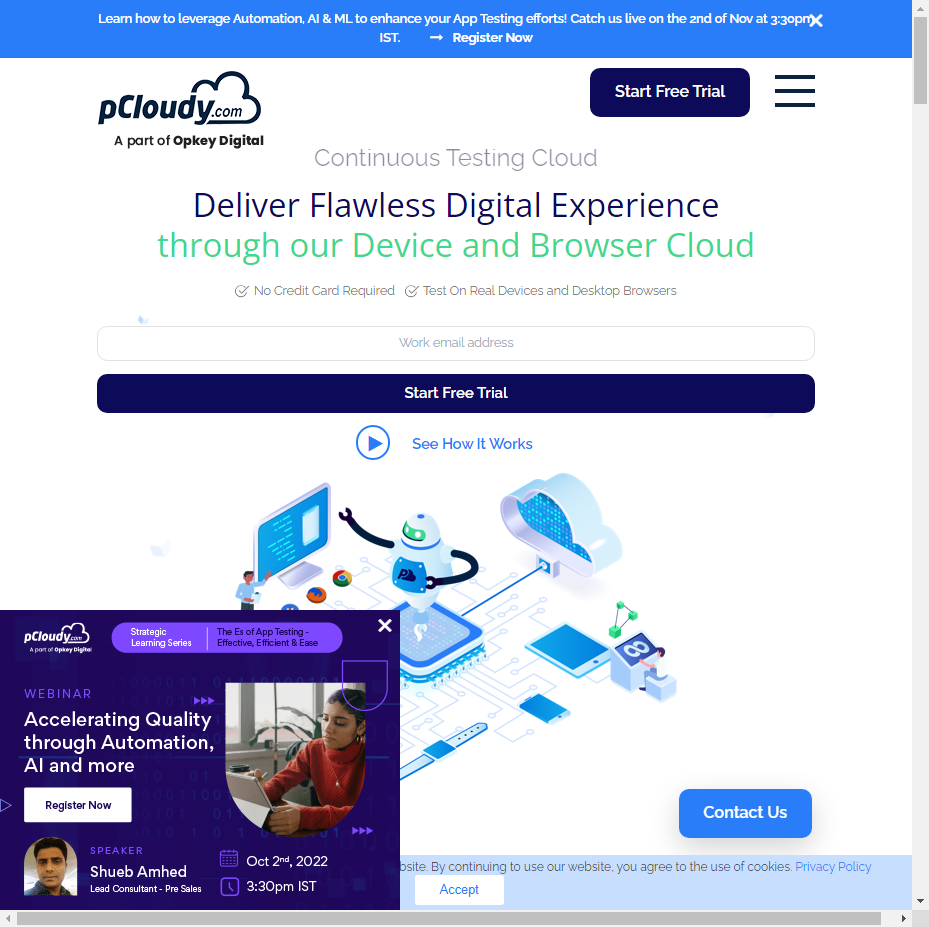 Learn how to leverage Automation, AI & ML to enhance your App Testing efforts! Catch us live on the 2nd of Nov at 3:30pm
IST. → Register Now
pCloudy.com
A part of Opkey Digital
Start Free Trial
Continuous Testing Cloud
Deliver Flawless Digital Experience
through our Device and Browser Cloud
No Credit Card Required Test On Real Devices and Desktop Browsers
Work email address
Start Free Trial
See How It Works
pCloudy.com
A part of Opkey Digital
Strategic
Learning Series
The Es of App Testing -
Effective, Efficient & Ease
WEBINAR
Accelerating Quality
through Automation,
AI and more
Register Now
SPEAKER
Shueb Amhed
Lead Consultant - Pre Sales
Oct 2nd, 2022
3:30pm IST
Contact Us
By continuing to use our website, you agree to the use of cookies. Privacy Policy
Accept